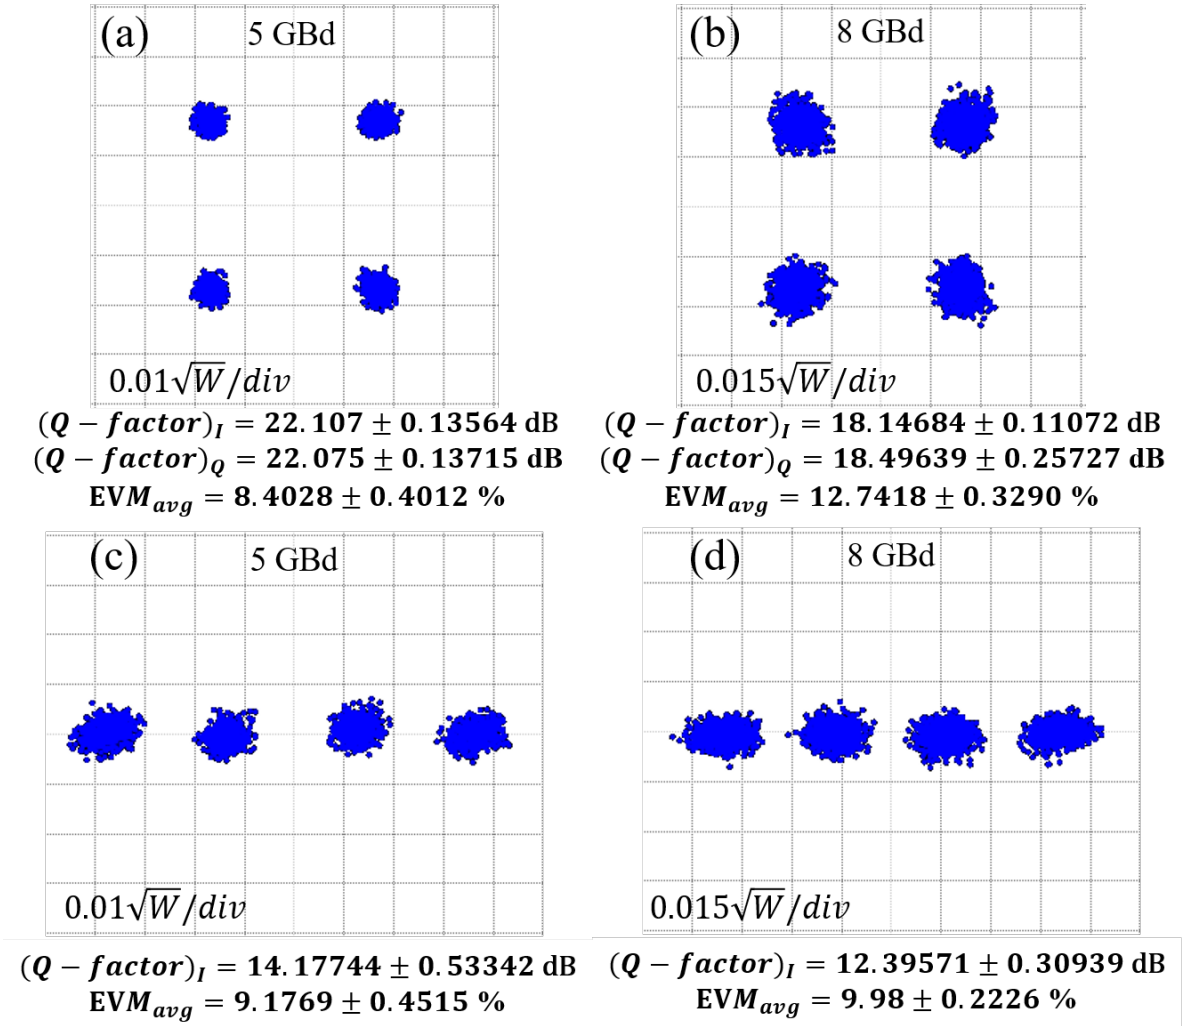 (a) 5 GBd
0.01√W/div
(Q − factor)I = 22.107 ± 0.13564 dB
(Q − factor)Q = 22.075 ± 0.13715 dB
EVMavg = 8.4028 ± 0.4012 %
(b) 8 GBd
0.015√W/div
(Q − factor)I = 18.14684 ± 0.11072 dB
(Q − factor)Q = 18.49639 ± 0.25727 dB
EVMavg = 12.7418 ± 0.3290 %
(c) 5 GBd
0.01√W/div
(Q − factor)I = 14.17744 ± 0.53342 dB
EVMavg = 9.1769 ± 0.4515 %
(d) 8 GBd
0.015√W/div
(Q − factor)I = 12.39571 ± 0.30939 dB
EVMavg = 9.98 ± 0.2226 %